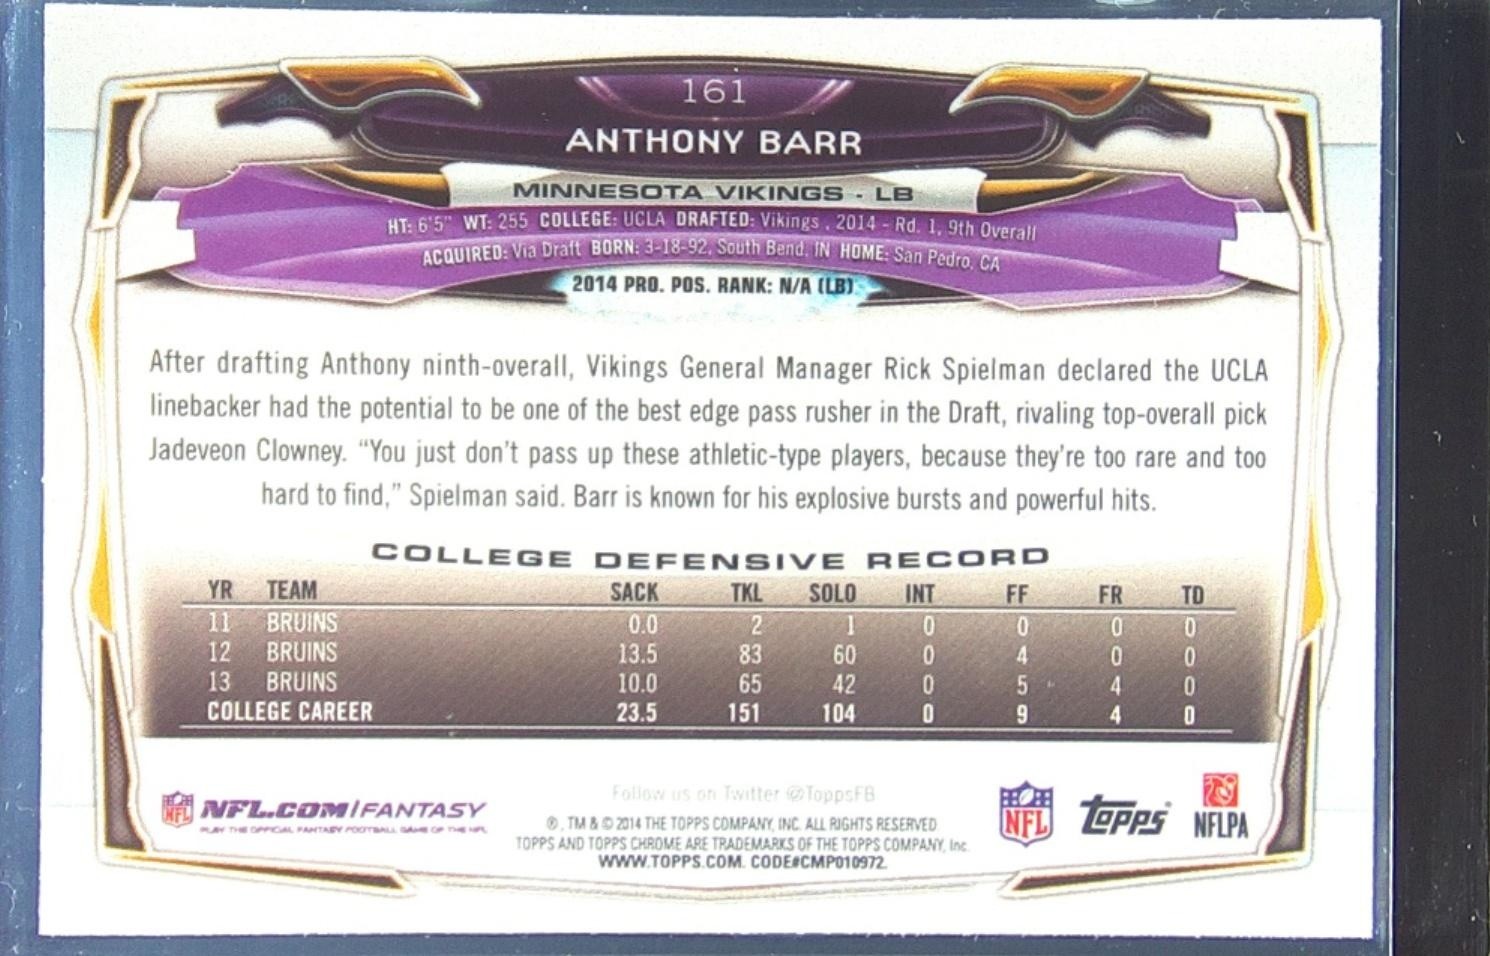 161
ANTHONY BARR
MINNESOTA VIKINGS - LB
HT: 6'5" WT: 255 COLLEGE: UCLA DRAFTED: Vikings , 2014 - Rd. 1, 9th Overall
ACQUIRED: Via Draft BORN: 3-18-92, South Bend, IN HOME: San Pedro, CA
2014 PRO. POS. RANK: N/A (LB)
After drafting Anthony ninth-overall, Vikings General Manager Rick Spielman declared the UCLA
linebacker had the potential to be one of the best edge pass rusher in the Draft, rivaling top-overall pick
Jadeveon Clowney. “You just don't pass up these athletic-type players, because they're too rare and too
hard to find,” Spielman said. Barr is known for his explosive bursts and powerful hits.
COLLEGE DEFENSIVE RECORD
YR TEAM SACK TKL SOLO INT FF FR TD
11 BRUINS 0.0 2 1 0 0 0 0
12 BRUINS 13.5 83 60 0 4 0 0
13 BRUINS 10.0 65 42 0 5 4 0
COLLEGE CAREER 23.5 151 104 0 9 4 0
NFL NFL.COM/FANTASY
PLAY THE OFFICIAL FANTASY FOOTBALL GAME OF THE NFL
Follow us on Twitter @ToppsFB
®, TM & © 2014 THE TOPPS COMPANY, INC. ALL RIGHTS RESERVED
TOPPS AND TOPPS CHROME ARE TRADEMARKS OF THE TOPPS COMPANY, Inc.
WWW.TOPPS.COM. CODE#CMP010972
NFL Topps NFLPA